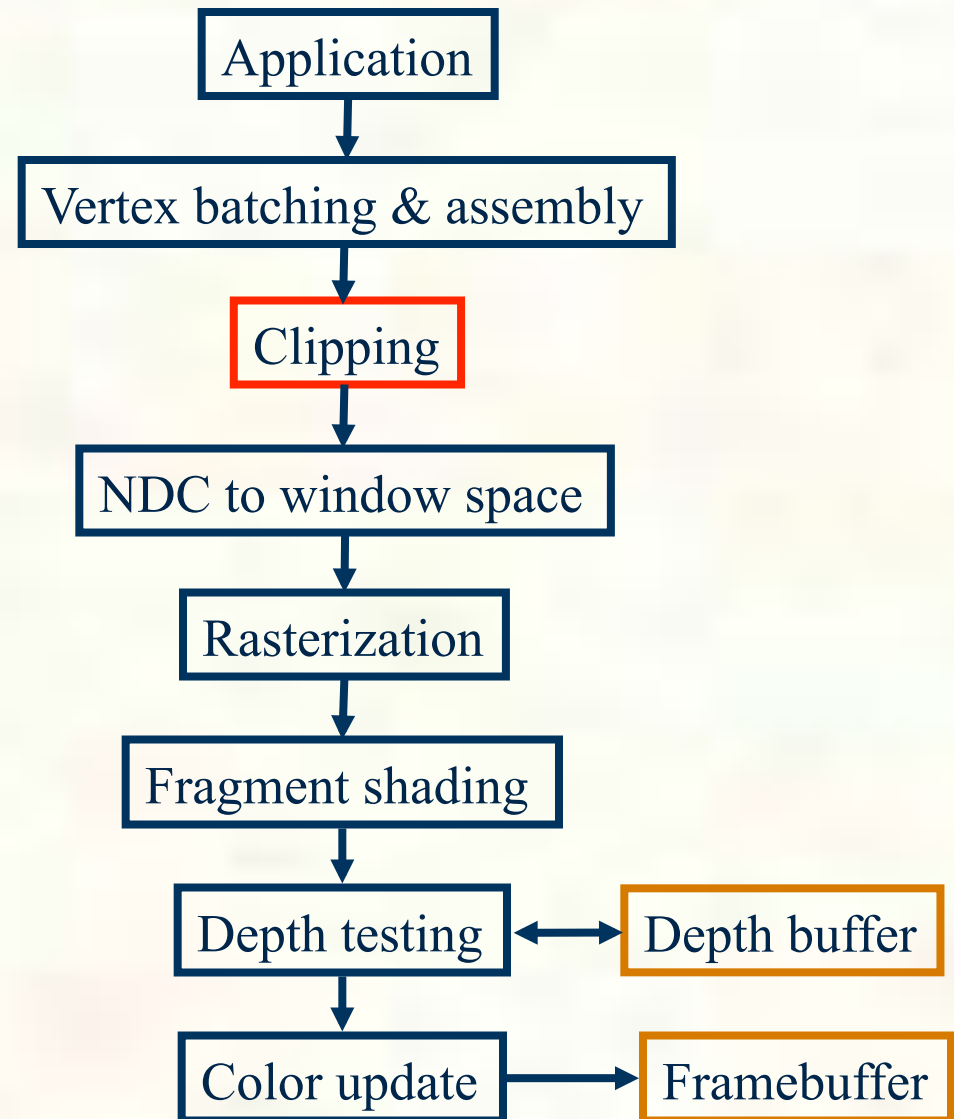 Application
Vertex batching & assembly
Clipping
NDC to window space
Rasterization
Fragment shading
Depth testing
Depth buffer
Color update
Framebuffer